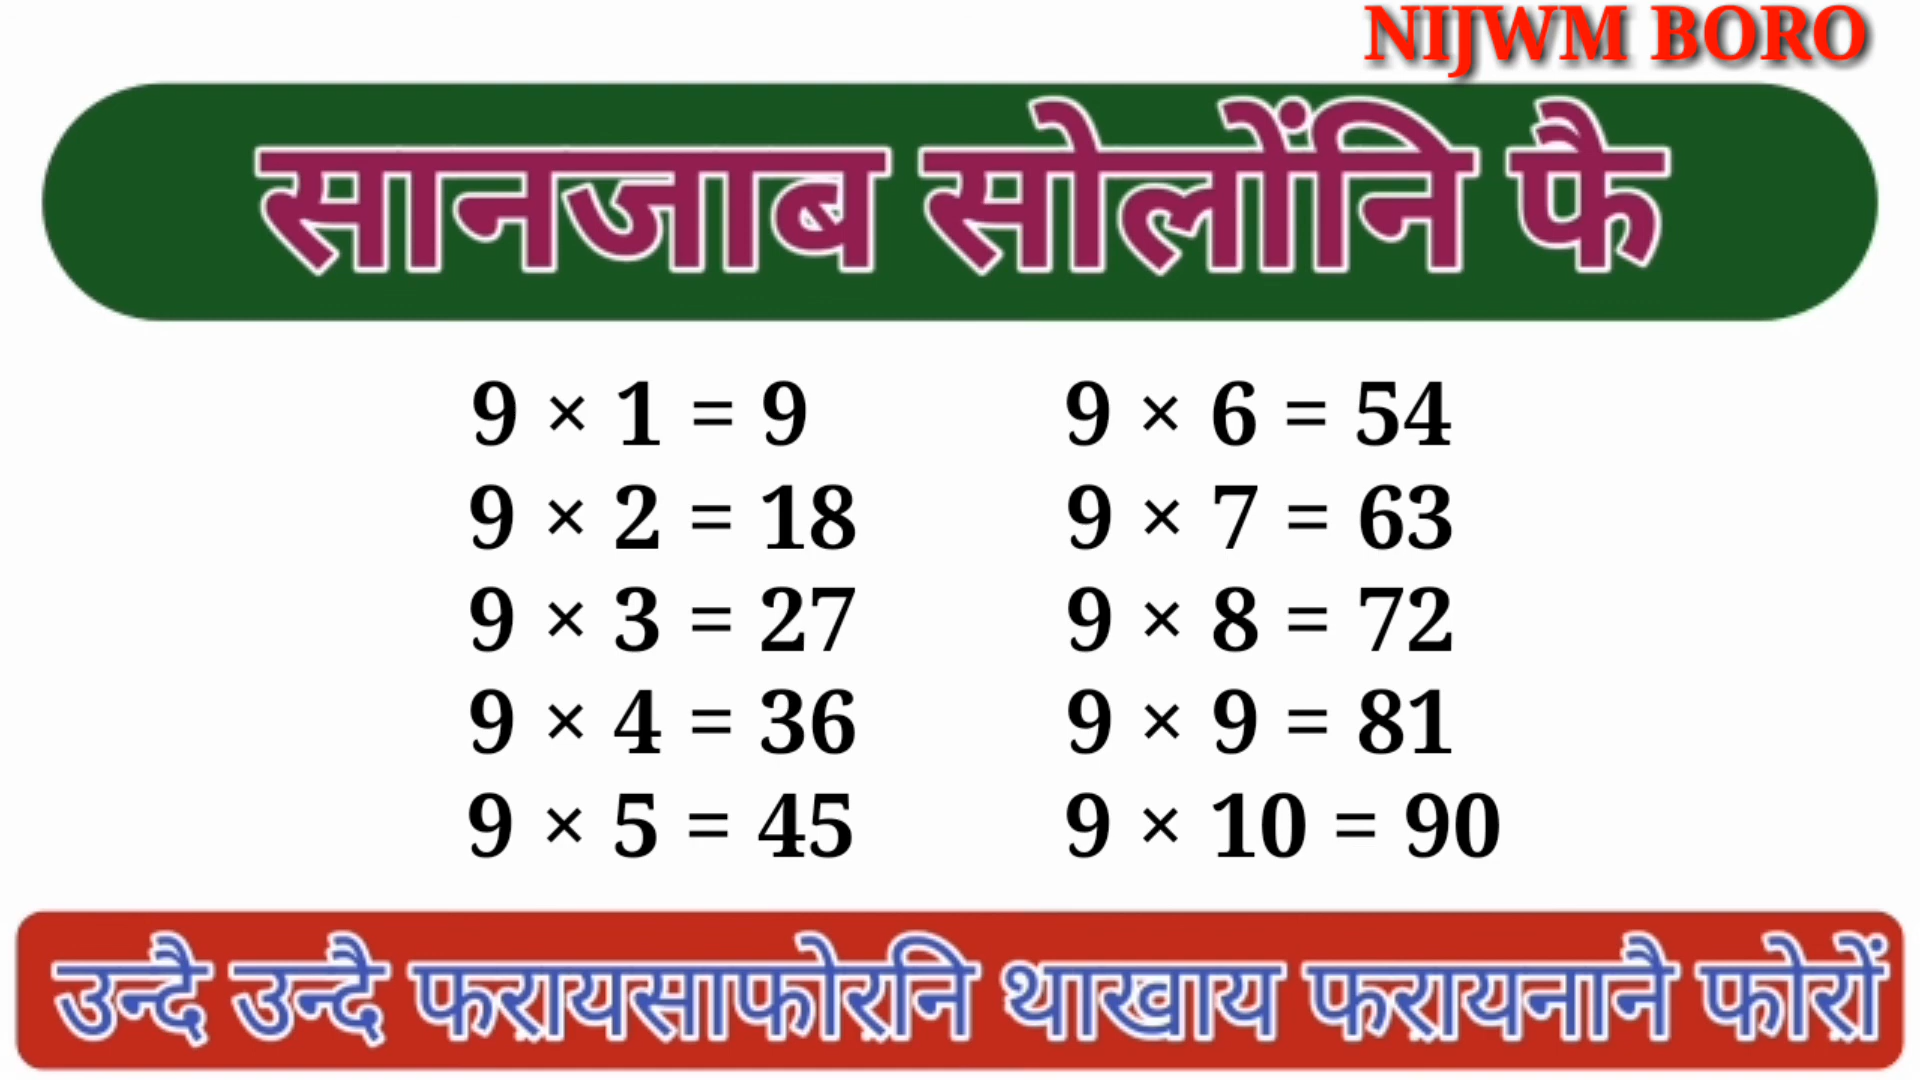 NIJWM BORO
सानजाब सोलोंनि फै
9 × 1 = 9
9 × 2 = 18
9 × 3 = 27
9 × 4 = 36
9 × 5 = 45
9 × 6 = 54
9 × 7 = 63
9 × 8 = 72
9 × 9 = 81
9 × 10 = 90
उन्दै उन्दै फरायसाफोरनि थाखाय फरायनानै फोरों